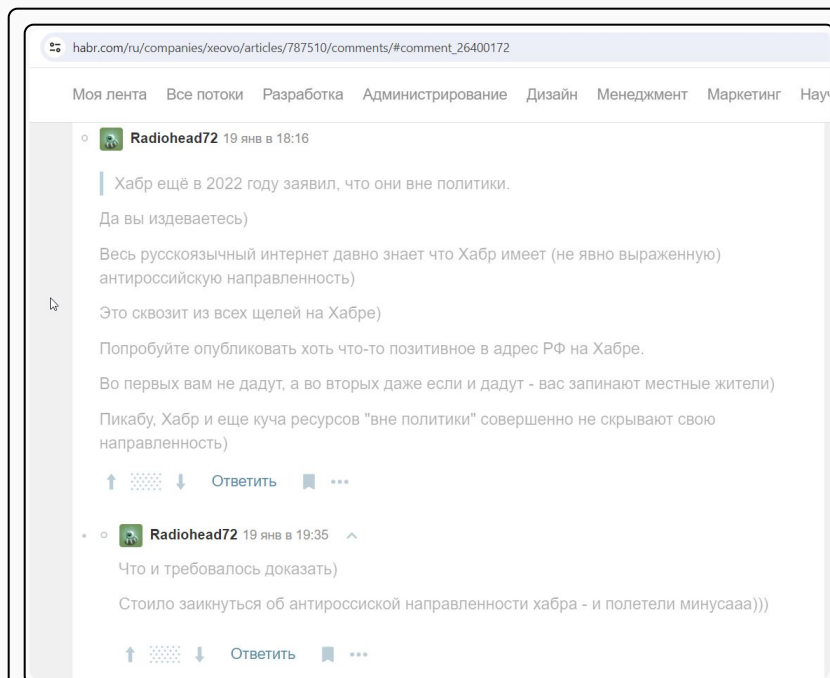 habr.com/ru/companies/xeovo/articles/787510/comments/#comment_26400172
Моя лента Все потоки Разработка Администрирование Дизайн Менеджмент Маркетинг Науч
Radiohead72 19 янв в 18:16
Хабр ещё в 2022 году заявил, что они вне политики.
Да вы издеваетесь)
Весь русскоязычный интернет давно знает что Хабр имеет (не явно выраженную)
антироссийскую направленность)
Это сквозит из всех щелей на Хабре)
Попробуйте опубликовать хоть что-то позитивное в адрес РФ на Хабре.
Во первых вам не дадут, а во вторых даже если и дадут - вас запинают местные жители)
Пикабу, Хабр и еще куча ресурсов "вне политики" совершенно не скрывают свою
направленность)
Ответить
Radiohead72 19 янв в 19:35
Что и требовалось доказать)
Стоило заикнуться об антироссиской направленности хабра - и полетели минусааа)))
Ответить